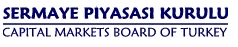 SERMAYE PIYASASI KURULU
CAPITAL MARKETS BOARD OF TURKEY